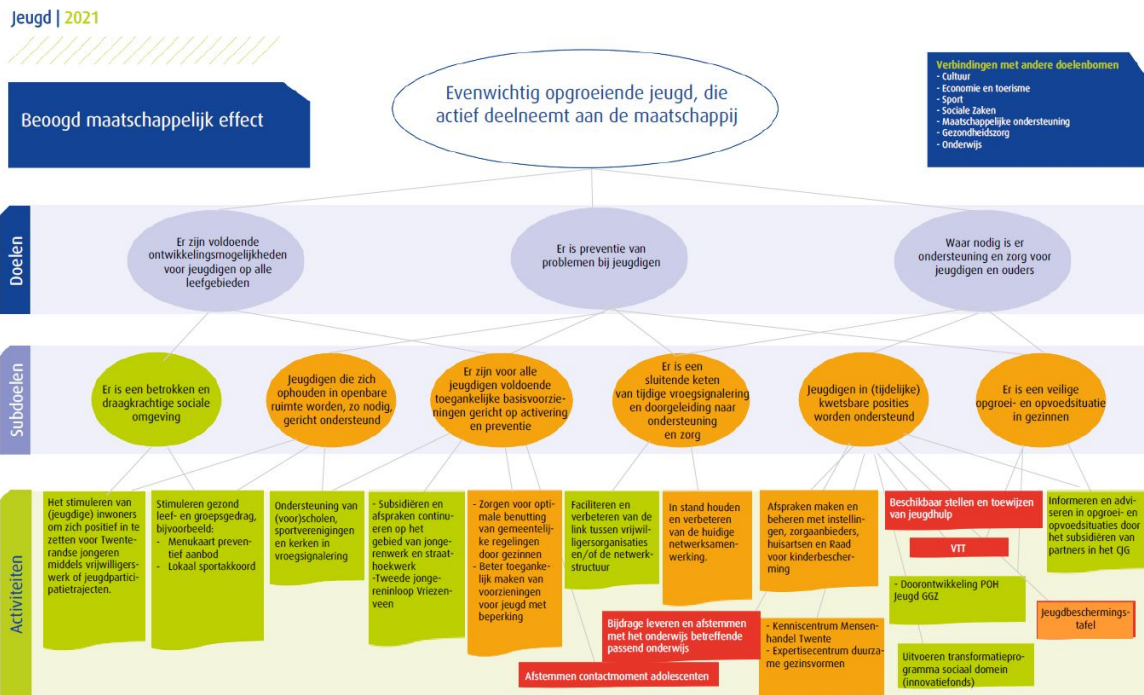 Jeugd | 2021
Beoogd maatschappelijk effect
Evenwichtig opgroeiende jeugd, die
actief deelneemt aan de maatschappij
Verbindingen met andere doelenbomen
- Cultuur
- Economie en toerisme
- Sport
- Sociale Zaken
- Maatschappelijke ondersteuning
- Gezondheidszorg
- Onderwijs
Doelen
Er zijn voldoende
ontwikkelingsmogelijkheden
voor jeugdigen op alle
leefgebieden
Er is preventie van
problemen bij jeugdigen
Waar nodig is er
ondersteuning en zorg voor
jeugdigen en ouders
Subdoelen
Er is een betrokken en
draagkrachtige sociale
omgeving
Jeugdigen die zich
ophouden in openbare
ruimte worden, zo nodig,
gericht ondersteund
Er zijn voor alle
jeugdigen voldoende
toegankelijke basisvoorzie-
ningen gericht op activering
en preventie
Er is een
sluitende keten
van tijdige vroegsignalering
en doorgeleiding naar
ondersteuning
en zorg
Jeugdigen in (tijdelijke)
kwetsbare posities
worden ondersteund
Er is een veilige
opgroei- en opvoedsituatie
in gezinnen
Activiteiten
Het stimuleren van
(jeugdige) inwoners
om zich positief in te
zetten voor Twente-
randse jongeren
middels vrijwilligers-
werk of jeugdpartici-
patietrajecten.
Stimuleren gezond
leef- en groepsgedrag,
bijvoorbeeld:
- Menukaart preven-
tief aanbod
- Lokaal sportakkoord
Ondersteuning van
(voor)scholen,
sportverenigingen
en kerken in
vroegsignalering
- Subsidiëren en
afspraken continu-
eren op het
gebied van jonge-
renwerk en straat-
hoekwerk
-Tweede jonge-
reninloop Vriezen-
veen
- Zorgen voor opti-
male benutting
van gemeentelij-
ke regelingen
door gezinnen
- Beter toeganke-
lijk maken van
voorzieningen
voor jeugd met
beperking
Faciliteren en
verbeteren van de
link tussen vrijwil-
ligersorganisaties
en/of de netwerk-
structuur
In stand houden
en verbeteren
van de huidige
netwerksamen-
werking.
Afspraken maken en
beheren met instellin-
gen, zorgaanbieders,
huisartsen en Raad
voor kinderbescher-
ming
Beschikbaar stellen en toewijzen
van jeugdhulp
VTT
Informeren en advi-
seren in opgroei- en
opvoedsituaties door
het subsidiëren van
partners in het CJG
- Doorontwikkeling POH
Jeugd GGZ
Jeugdbeschermings-
tafel
Bijdrage leveren en afstemmen
met het onderwijs betreffende
passend onderwijs
- Kenniscentrum Mensen-
handel Twente
- Expertisecentrum duurza-
me gezinsvormen
Uitvoeren transformatiepro-
gramma sociaal domein
(innovatiefonds)
Afstemmen contactmoment adolescenten